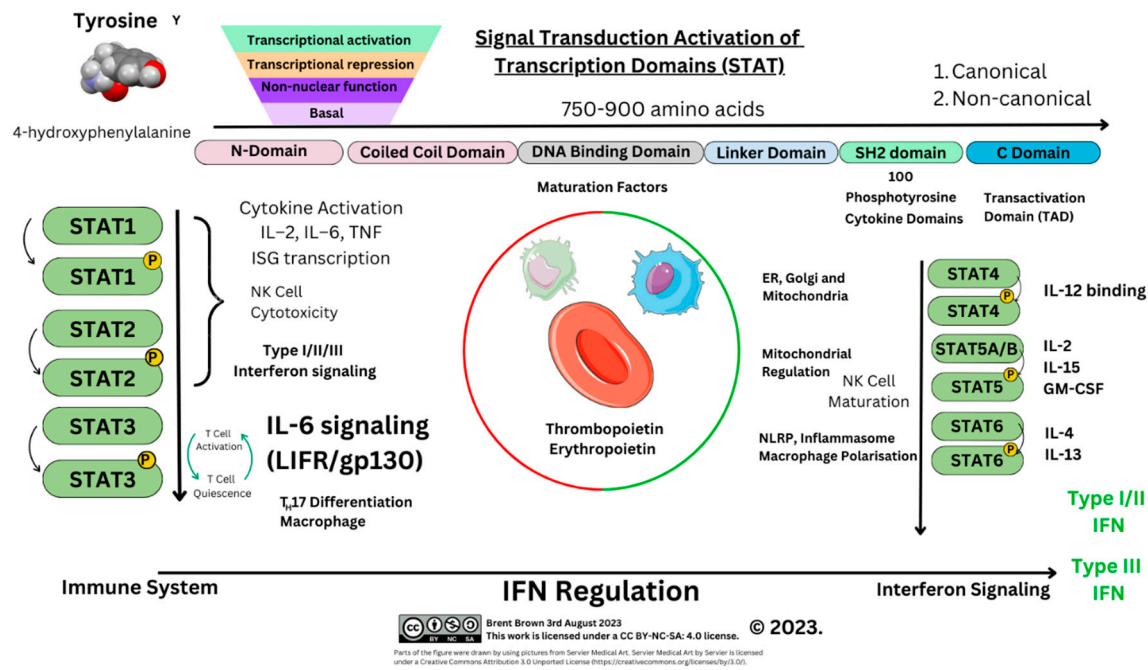 Tyrosine Y
4-hydroxyphenylalanine
Transcriptional activation
Transcriptional repression
Non-nuclear function
Basal
Signal Transduction Activation of
Transcription Domains (STAT)
750-900 amino acids
1. Canonical
2. Non-canonical
N-Domain
Coiled Coil Domain
DNA Binding Domain
Linker Domain
SH2 domain
C Domain
100
Phosphotyrosine
Cytokine Domains
Transactivation
Domain (TAD)
STAT1
P
STAT1
STAT2
P
STAT2
STAT3
P
STAT3
Cytokine Activation
IL–2, IL–6, TNF
ISG transcription
NK Cell
Cytotoxicity
Type I/II/III
Interferon signaling
T Cell
Activation
T Cell
Quiescence
IL-6 signaling
(LIFR/gp130)
TH17 Differentiation
Macrophage
Maturation Factors
Thrombopoietin
Erythropoietin
ER, Golgi and
Mitochondria
Mitochondrial
Regulation
NK Cell
Maturation
NLRP, Inflammasome
Macrophage Polarisation
STAT4
P
STAT4
IL-12 binding
STAT5A/B
P
STAT5
IL-2
IL-15
GM-CSF
STAT6
P
STAT6
IL-4
IL-13
Type I/II
IFN
Type III
IFN
Immune System
IFN Regulation
Interferon Signaling
cc BY NC SA
Brent Brown 3rd August 2023
This work is licensed under a CC BY-NC-SA: 4.0 license.
© 2023.
Parts of the figure were drawn by using pictures from Servier Medical Art. Servier Medical Art by Servier is licensed
under a Creative Commons Attribution 3.0 Unported License (https://creativecommons.org/licenses/by/3.0/).